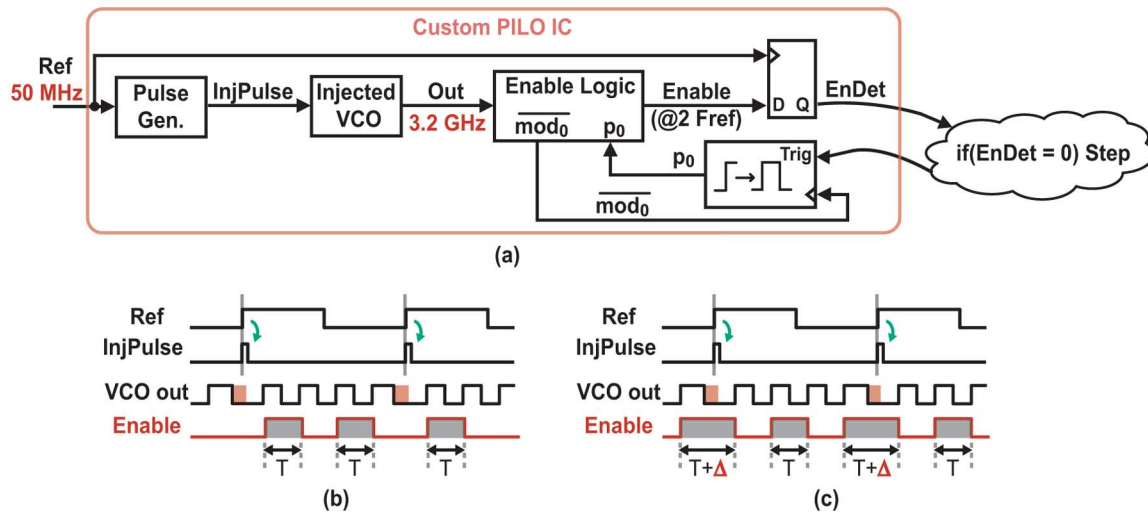 Custom PILO IC
Ref
50 MHz
Pulse
Gen.
InjPulse
Injected
VCO
Out
3.2 GHz
Enable Logic
mod0
p0
Enable
(@2 Fref)
D Q
EnDet
if(EnDet = 0) Step
p0
Trig
mod0
(a)
Ref
InjPulse
VCO out
Enable
T
T
T
(b)
Ref
InjPulse
VCO out
Enable
T+Δ
T
T+Δ
T
(c)